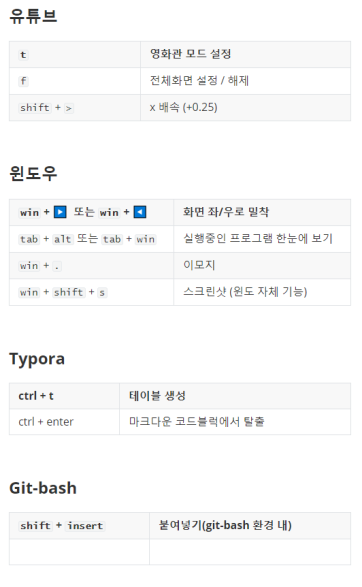 유튜브
t 영화관 모드 설정
f 전체화면 설정 / 해제
shift + > x 배속 (+0.25)
윈도우
win + ▶ 또는 win + ◀ 화면 좌/우로 밀착
tab + alt 또는 tab + win 실행중인 프로그램 한눈에 보기
win + . 이모지
win + shift + s 스크린샷 (윈도 자체 기능)
Typora
ctrl + t 테이블 생성
ctrl + enter 마크다운 코드블럭에서 탈출
Git-bash
shift + insert 붙여넣기(git-bash 환경 내)